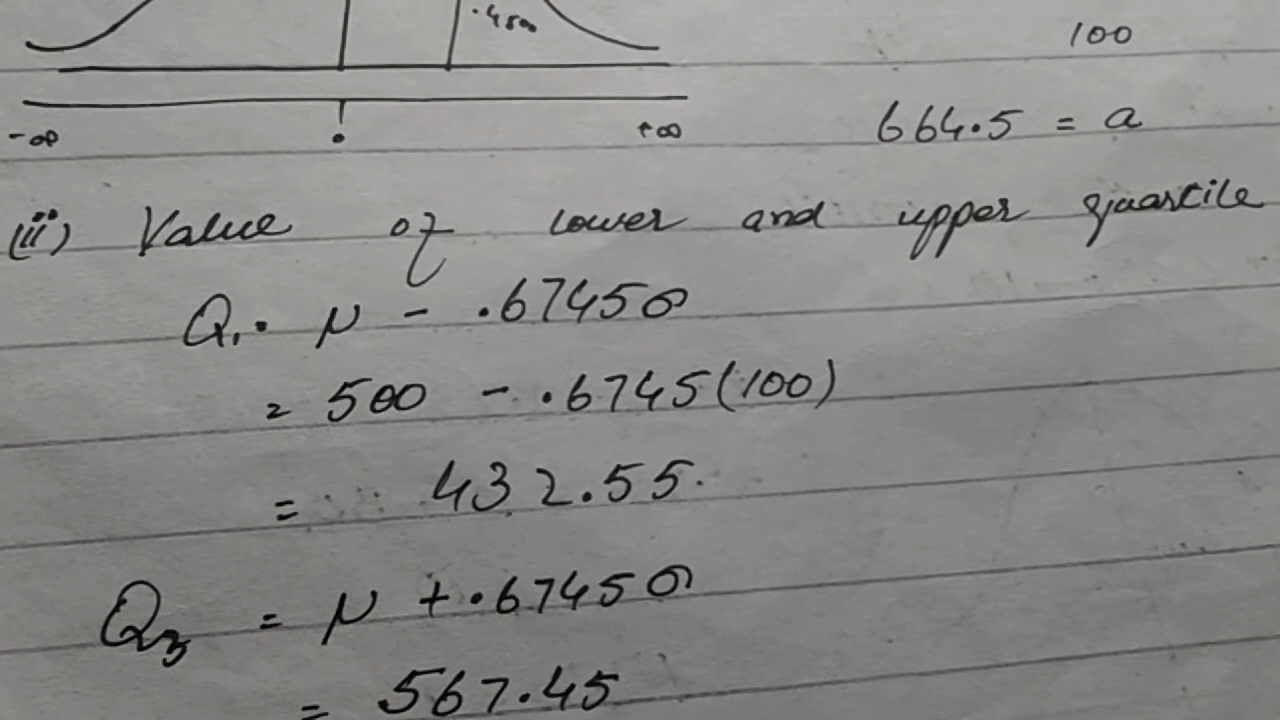 .4500
100
-∞ 0 +∞
664.5 = a
(ii) Value of lower and upper quartile
Q₁. μ - .6745σ
= 500 - .6745(100)
= 432.55.
Q₃ = μ + .6745σ
= 567.45